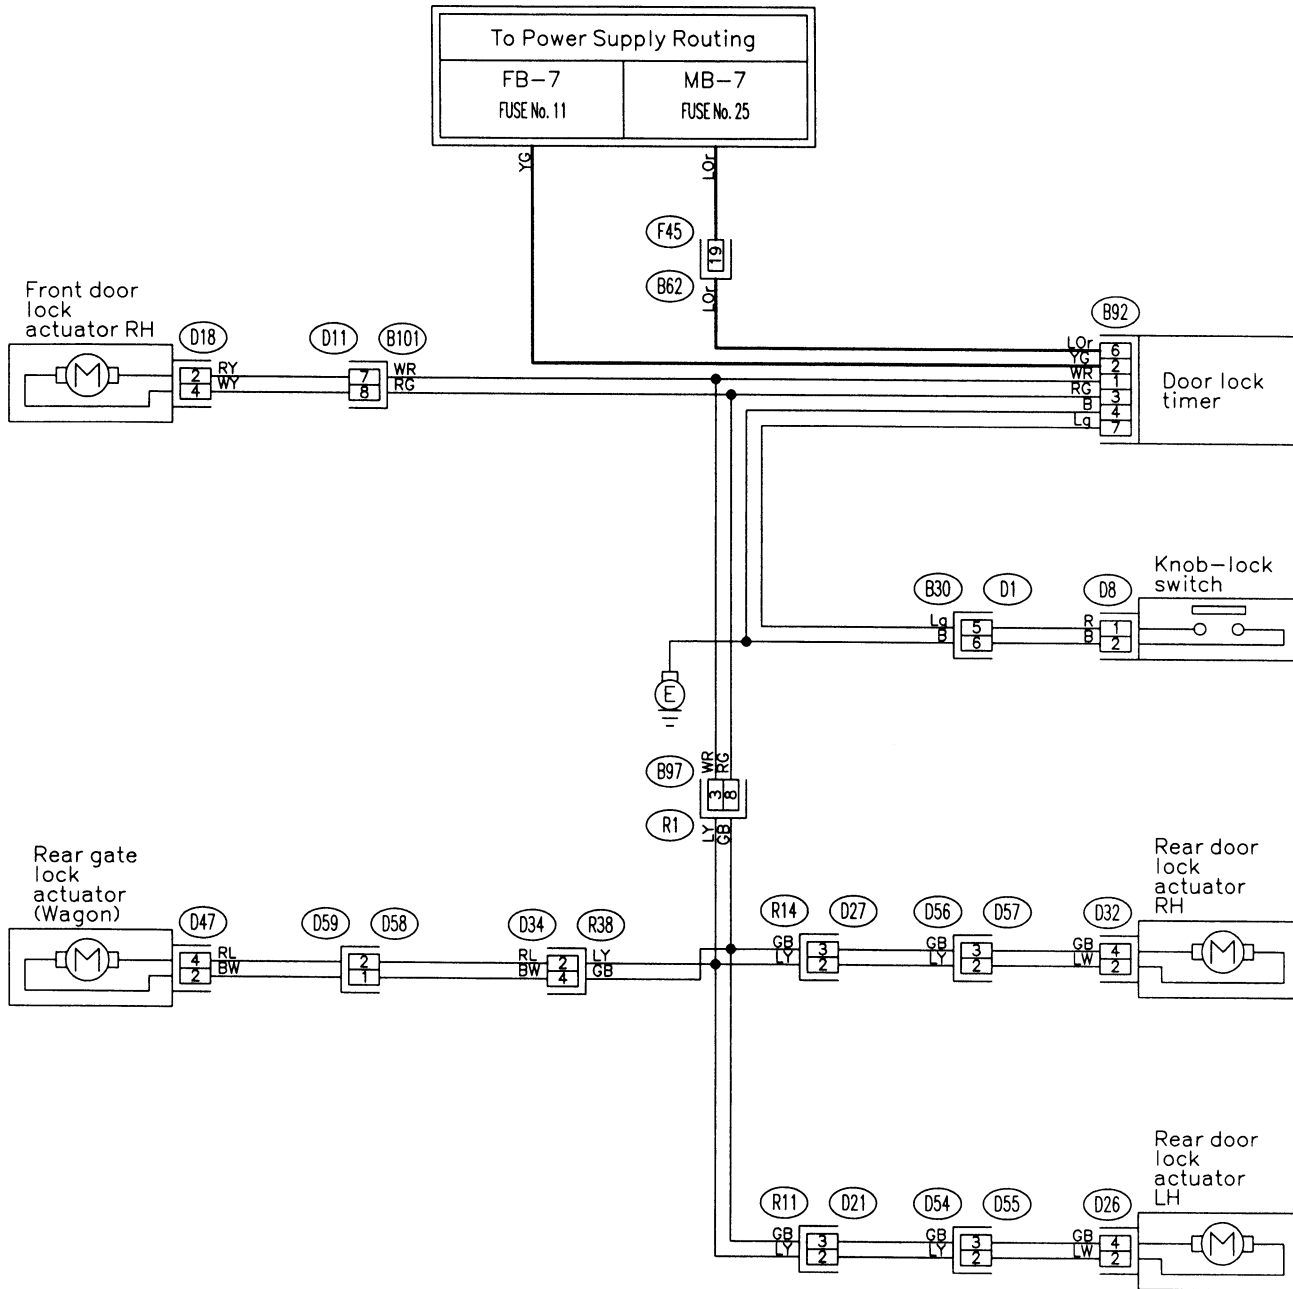 To Power Supply Routing
FB-7
FUSE No. 11
MB-7
FUSE No. 25
YG
LOr
F45
19
B62
LOr
Front door
lock
actuator RH
D18
2
4
RY
WY
D11
B101
7
8
WR
RG
B92
LOr
YG
WR
RG
B
Lg
6
2
1
3
4
7
Door lock
timer
Knob-lock
switch
B30
D1
D8
Lg
B
5
6
R
B
1
2
E
B97
WR
RG
3
8
R1
LY
GB
Rear gate
lock
actuator
(Wagon)
D47
4
2
RL
BW
D59
D58
2
1
D34
R38
RL
BW
2
4
LY
GB
Rear door
lock
actuator
RH
R14
D27
GB
LY
3
2
D56
D57
GB
LY
3
2
D32
GB
LW
4
2
M
M
M
M
Rear door
lock
actuator
LH
R11
D21
GB
LY
3
2
D54
D55
GB
LY
3
2
D26
GB
LW
4
2